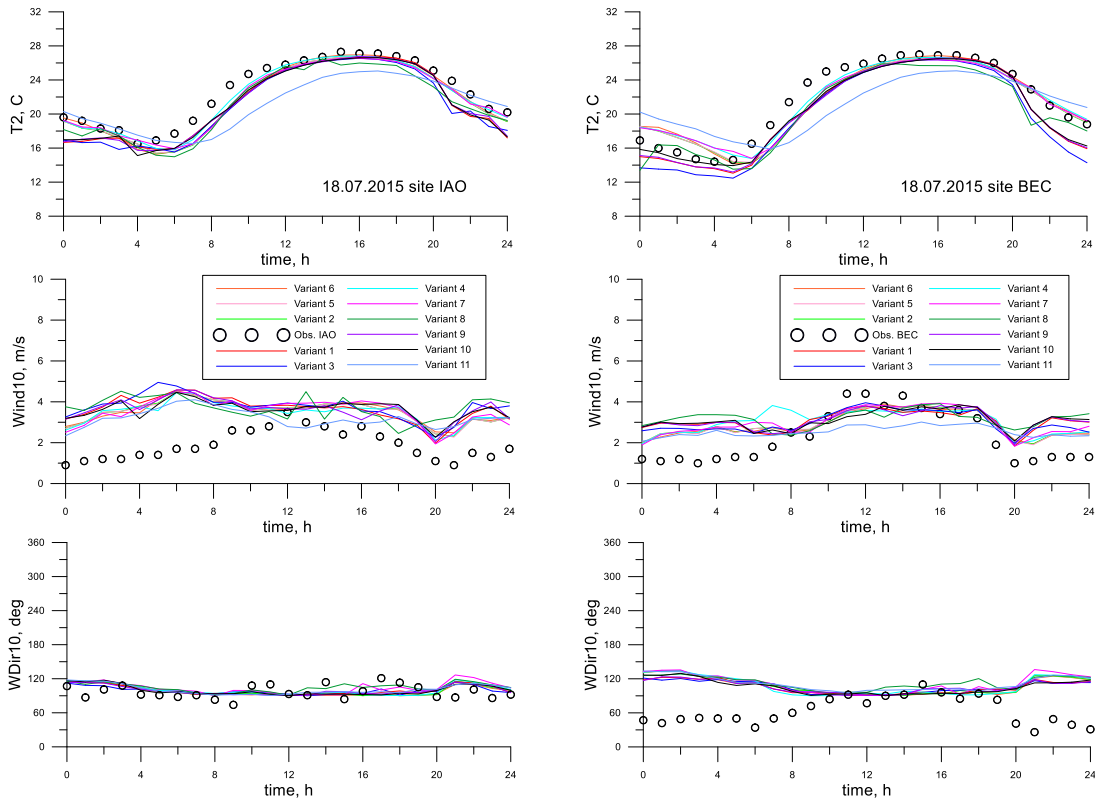 32
28
24
20
16
12
8
T2, C
18.07.2015 site IAO
0 4 8 12 16 20 24
time, h
32
28
24
20
16
12
8
T2, C
18.07.2015 site BEC
0 4 8 12 16 20 24
time, h
10
8
6
4
2
0
Wind10, m/s
Variant 6 Variant 4
Variant 5 Variant 7
Variant 2 Variant 8
Obs. IAO Variant 9
Variant 1 Variant 10
Variant 3 Variant 11
0 4 8 12 16 20 24
time, h
10
8
6
4
2
0
Wind10, m/s
Variant 6 Variant 4
Variant 5 Variant 7
Variant 2 Variant 8
Obs. BEC Variant 9
Variant 1 Variant 10
Variant 3 Variant 11
0 4 8 12 16 20 24
time, h
360
300
240
180
120
60
0
WDir10, deg
0 4 8 12 16 20 24
time, h
360
300
240
180
120
60
0
WDir10, deg
0 4 8 12 16 20 24
time, h